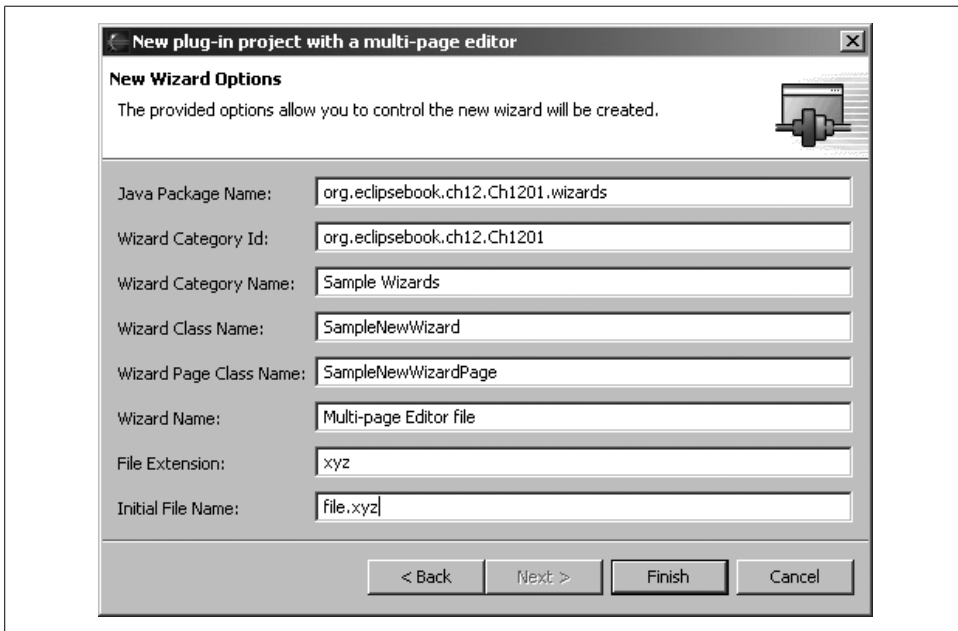 New plug-in project with a multi-page editor
New Wizard Options
The provided options allow you to control the new wizard will be created.
Java Package Name: org.eclipsebook.ch12.Ch1201.wizards
Wizard Category Id: org.eclipsebook.ch12.Ch1201
Wizard Category Name: Sample Wizards
Wizard Class Name: SampleNewWizard
Wizard Page Class Name: SampleNewWizardPage
Wizard Name: Multi-page Editor file
File Extension: xyz
Initial File Name: file.xyz
< Back Next > Finish Cancel